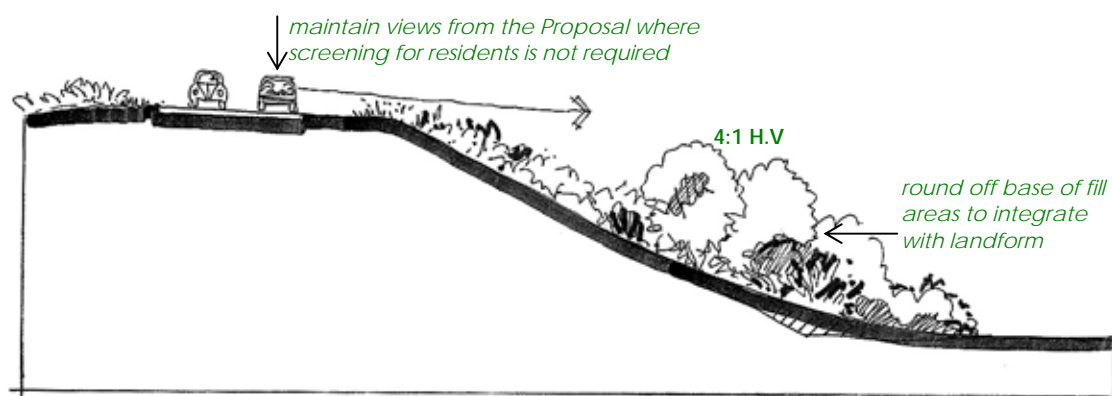 maintain views from the Proposal where
screening for residents is not required
4:1 H.V
round off base of fill
areas to integrate
with landform